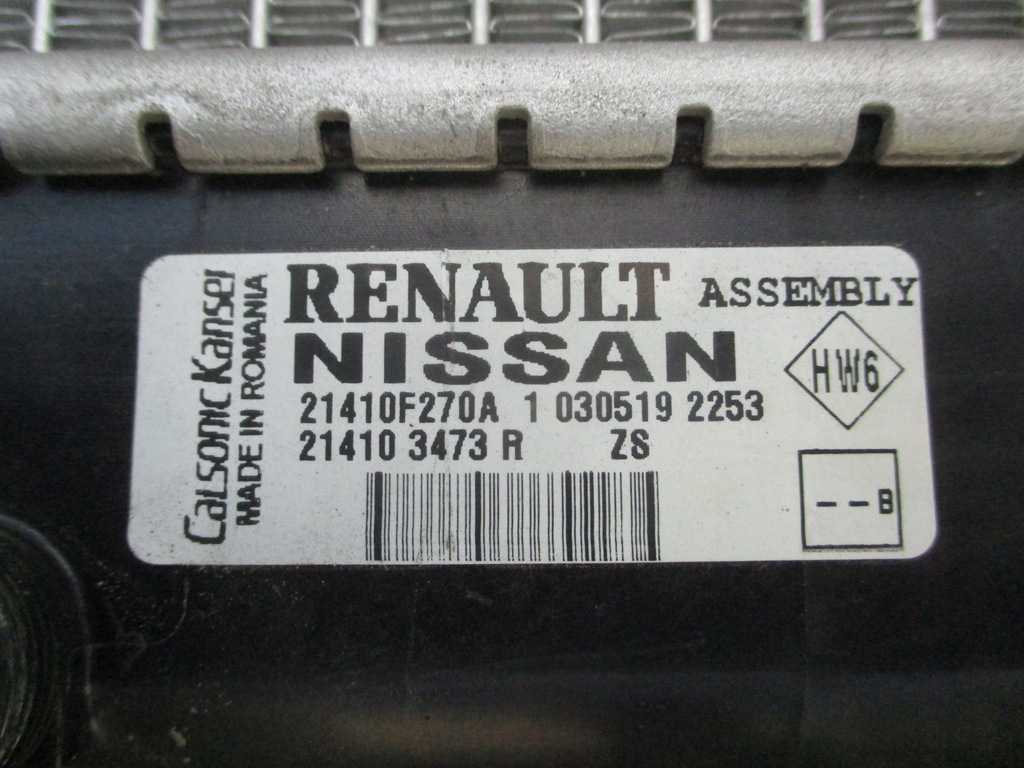 Calsonic Kansei
MADE IN ROMANIA
RENAULT
NISSAN
21410F270A 1 030519 2253
21410 3473 R ZS
ASSEMBLY
HW6
--B